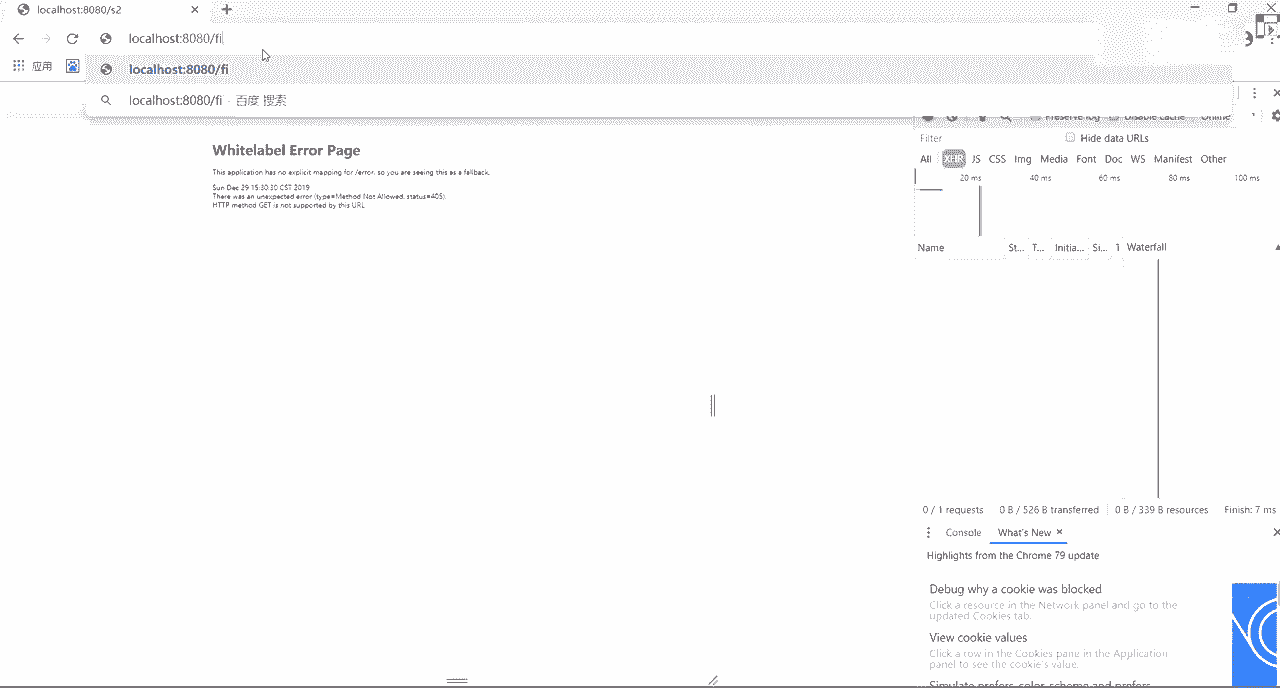 localhost:8080/s2
localhost:8080/fi
应用
localhost:8080/fi
localhost:8080/fi - 百度 搜索
Preserve log Disable cache Online
Filter
Hide data URLs
All XHR JS CSS Img Media Font Doc WS Manifest Other
20 ms 40 ms 60 ms 80 ms 100 ms
Name St... T... Initia... Si... 1 Waterfall
Whitelabel Error Page
This application has no explicit mapping for /error, so you are seeing this as a fallback.
Sun Dec 29 15:30:30 CST 2019
There was an unexpected error (type=Method Not Allowed, status=405).
HTTP method GET is not supported by this URL
0 / 1 requests 0 B / 526 B transferred 0 B / 339 B resources Finish: 7 ms
Console What's New
Highlights from the Chrome 79 update
Debug why a cookie was blocked
Click a resource in the Network panel and go to the
updated Cookies tab.
View cookie values
Click a row in the Cookies pane in the Application
panel to see the cookie's value.
Simulate prefers-color-scheme and prefers-